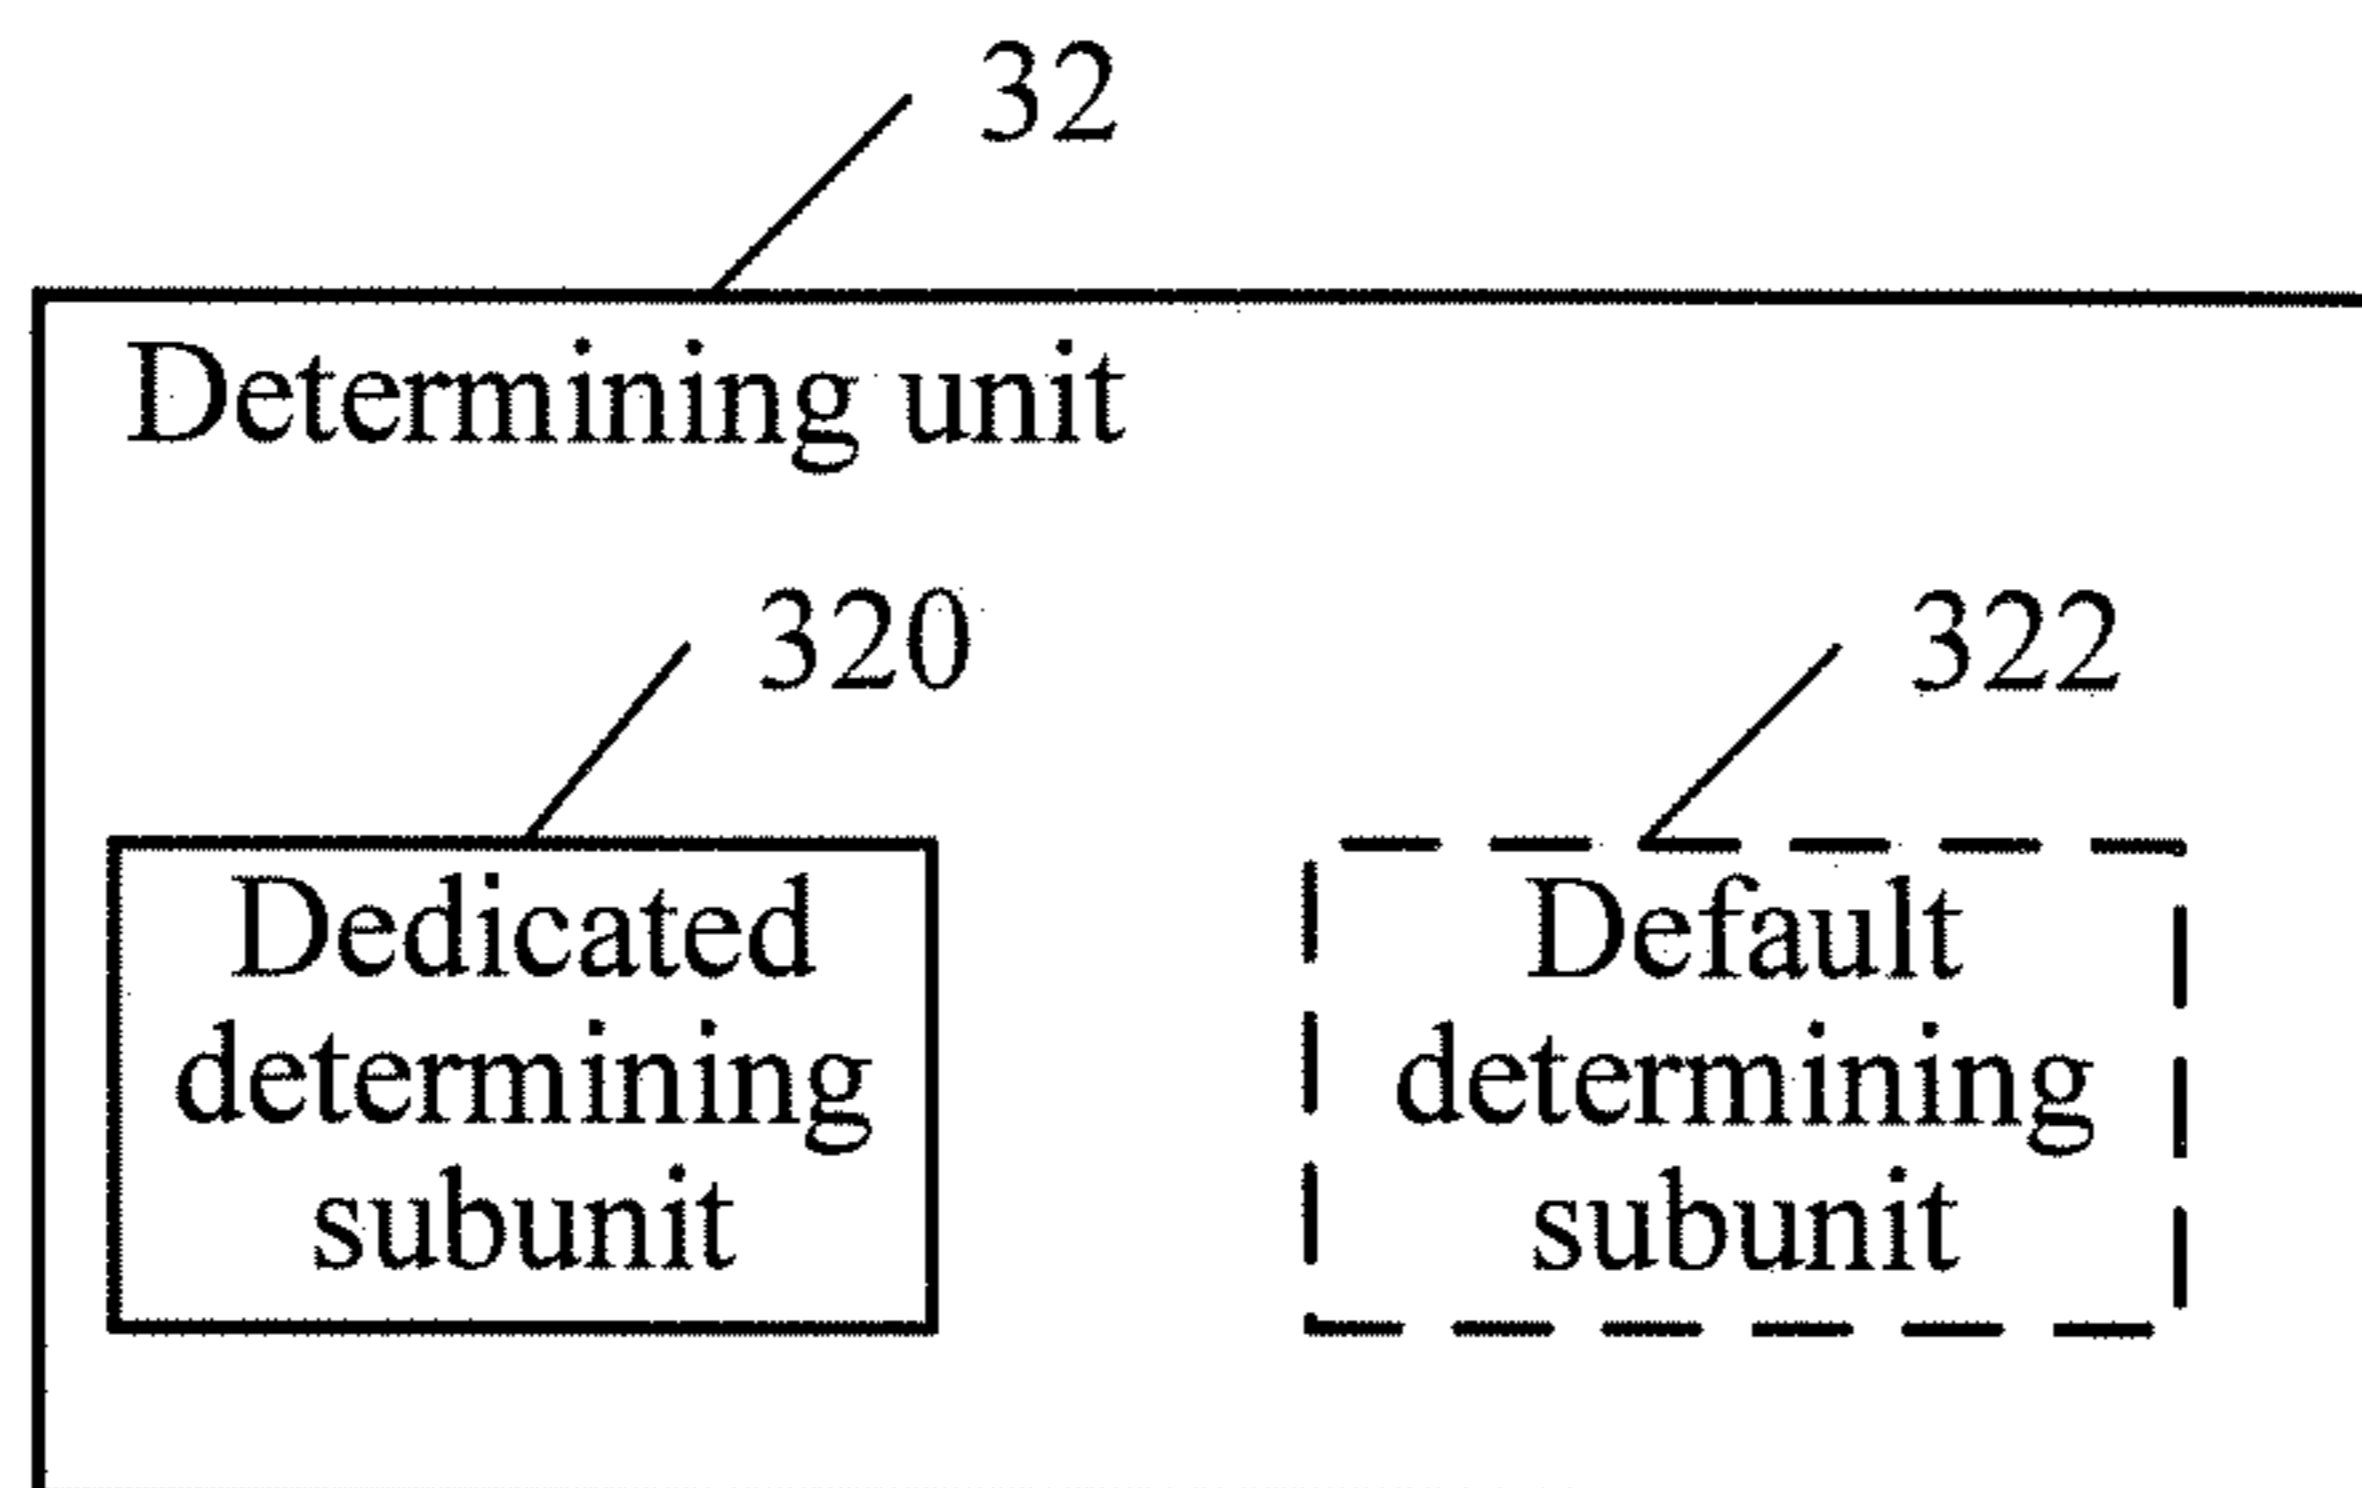 32
Determining unit
320
322
Dedicated
determining
subunit
Default
determining
subunit